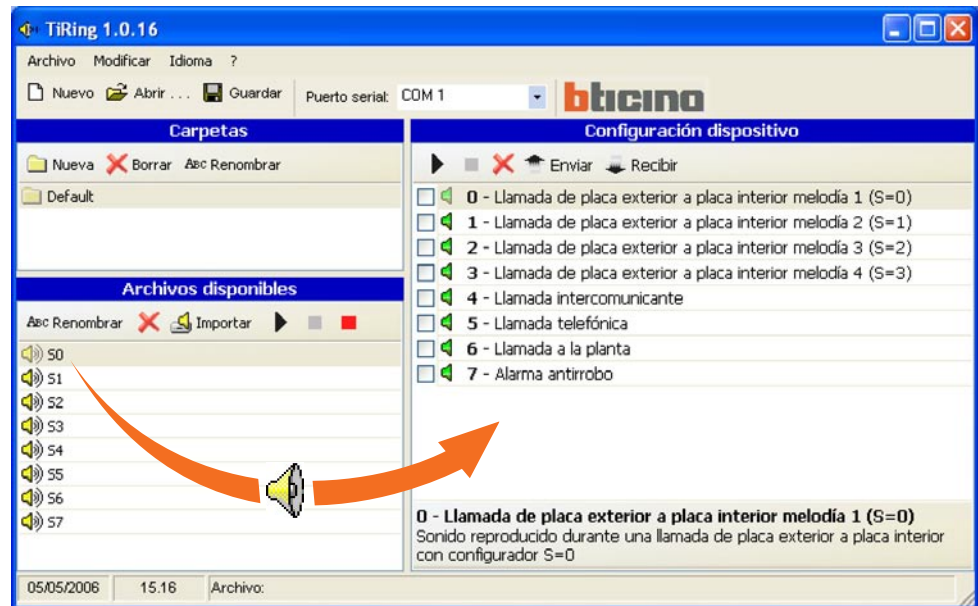 TiRing 1.0.16
Archivo Modificar Idioma ?
Nuevo Abrir ... Guardar Puerto serial: COM 1 bticino
Carpetas
Nueva Borrar ABC Renombrar
Default
Archivos disponibles
ABC Renombrar Importar
S0
S1
S2
S3
S4
S5
S6
S7
Configuración dispositivo
Enviar Recibir
0 - Llamada de placa exterior a placa interior melodía 1 (S=0)
1 - Llamada de placa exterior a placa interior melodía 2 (S=1)
2 - Llamada de placa exterior a placa interior melodía 3 (S=2)
3 - Llamada de placa exterior a placa interior melodía 4 (S=3)
4 - Llamada intercomunicante
5 - Llamada telefónica
6 - Llamada a la planta
7 - Alarma antirrobo
0 - Llamada de placa exterior a placa interior melodía 1 (S=0)
Sonido reproducido durante una llamada de placa exterior a placa interior
con configurador S=0
05/05/2006 15.16 Archivo: